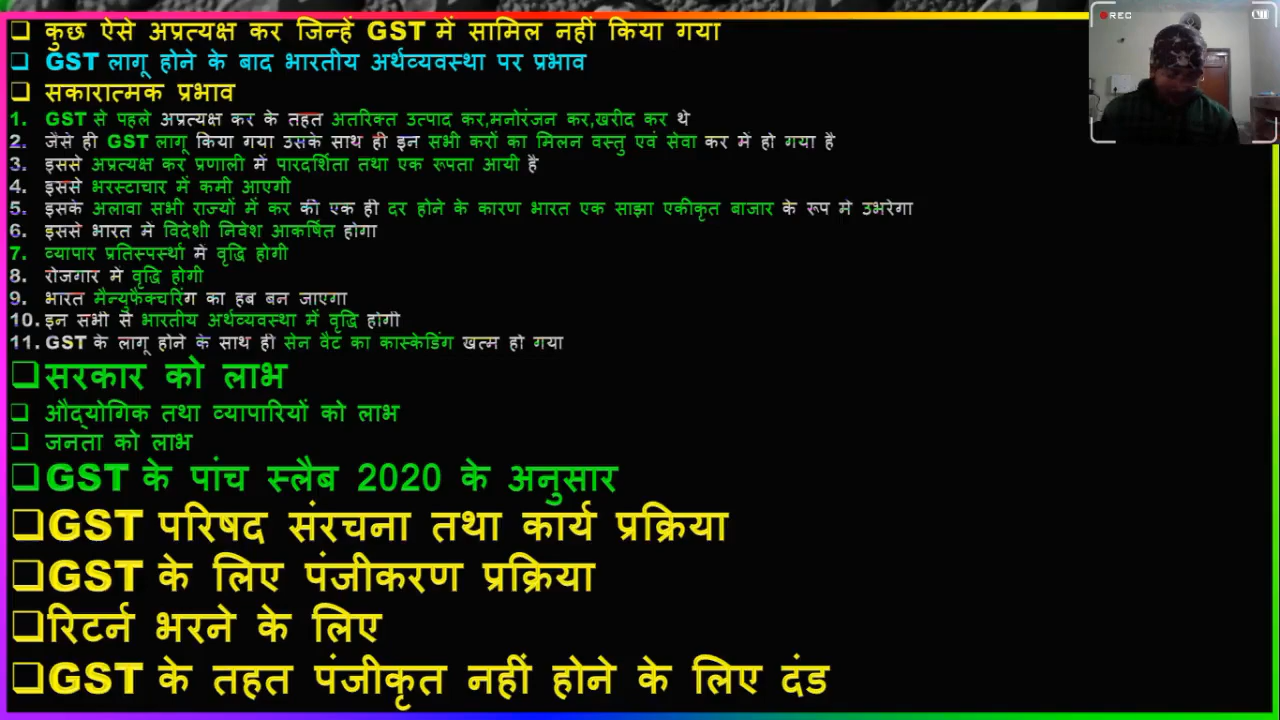 ❑ कुछ ऐसे अप्रत्यक्ष कर जिन्हें GST में सामिल नहीं किया गया
REC
❑ GST लागू होने के बाद भारतीय अर्थव्यवस्था पर प्रभाव
❑ सकारात्मक प्रभाव
1. GST से पहले अप्रत्यक्ष कर के तहत अतरिक्त उत्पाद कर,मनोरंजन कर,खरीद कर थे
2. जैसे ही GST लागू किया गया उसके साथ ही इन सभी करों का मिलन वस्तु एवं सेवा कर में हो गया है
3. इससे अप्रत्यक्ष कर प्रणाली में पारदर्शिता तथा एक रूपता आयी है
4. इससे भरस्टाचार में कमी आएगी
5. इसके अलावा सभी राज्यों में कर की एक ही दर होने के कारण भारत एक साझा एकीकृत बाजार के रूप में उभरेगा
6. इससे भारत में विदेशी निवेश आकर्षित होगा
7. व्यापार प्रतिस्पर्स्था में वृद्धि होगी
8. रोजगार में वृद्धि होगी
9. भारत मैन्युफैक्चरिंग का हब बन जाएगा
10. इन सभी से भारतीय अर्थव्यवस्था में वृद्धि होगी
11. GST के लागू होने के साथ ही सेन वैट का कास्केडिंग खत्म हो गया
❑ सरकार को लाभ
❑ औद्योगिक तथा व्यापारियों को लाभ
❑ जनता को लाभ
❑ GST के पांच स्लैब 2020 के अनुसार
❑ GST परिषद संरचना तथा कार्य प्रक्रिया
❑ GST के लिए पंजीकरण प्रक्रिया
❑ रिटर्न भरने के लिए
❑ GST के तहत पंजीकृत नहीं होने के लिए दंड